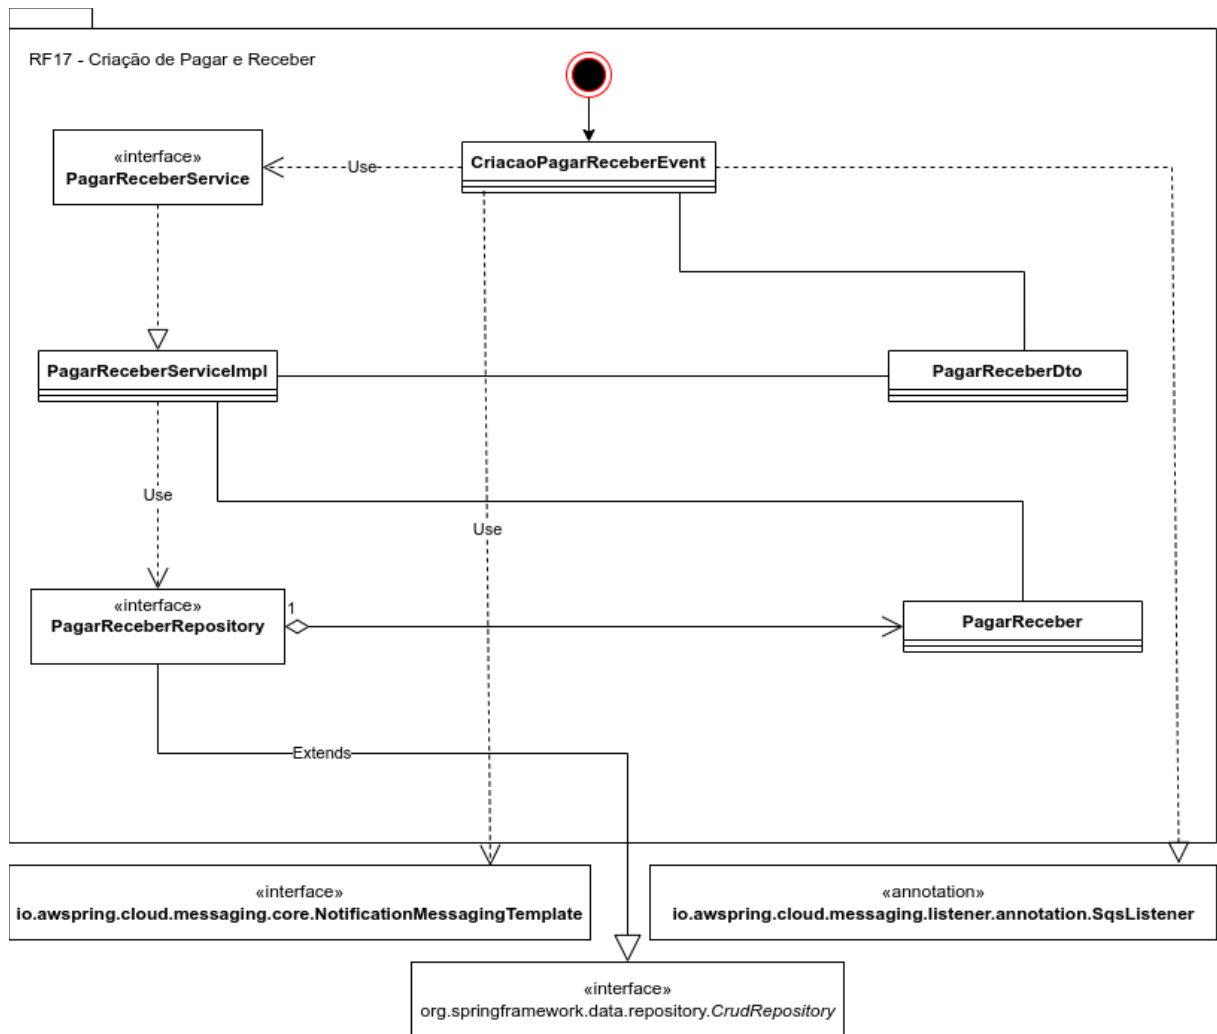 RF17 - Criação de Pagar e Receber
«interface»
PagarReceberService
Use
CriacaoPagarReceberEvent
PagarReceberServiceImpl
PagarReceberDto
Use
Use
«interface»
PagarReceberRepository
1
PagarReceber
Extends
«interface»
io.awspring.cloud.messaging.core.NotificationMessagingTemplate
«annotation»
io.awspring.cloud.messaging.listener.annotation.SqsListener
«interface»
org.springframework.data.repository.CrudRepository